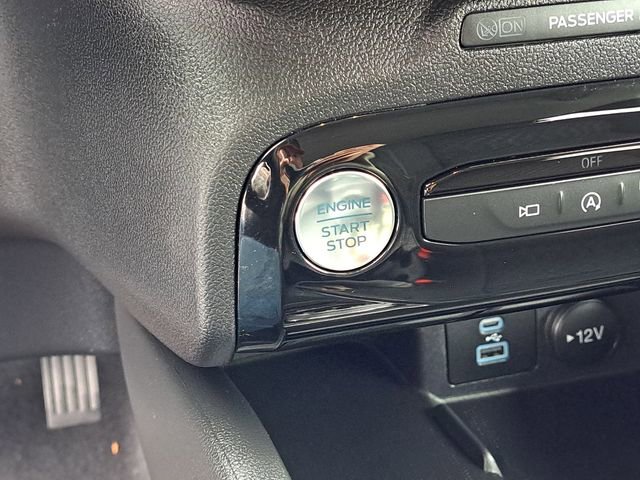 ON PASSENGER
OFF
A
ENGINE
START
STOP
12V